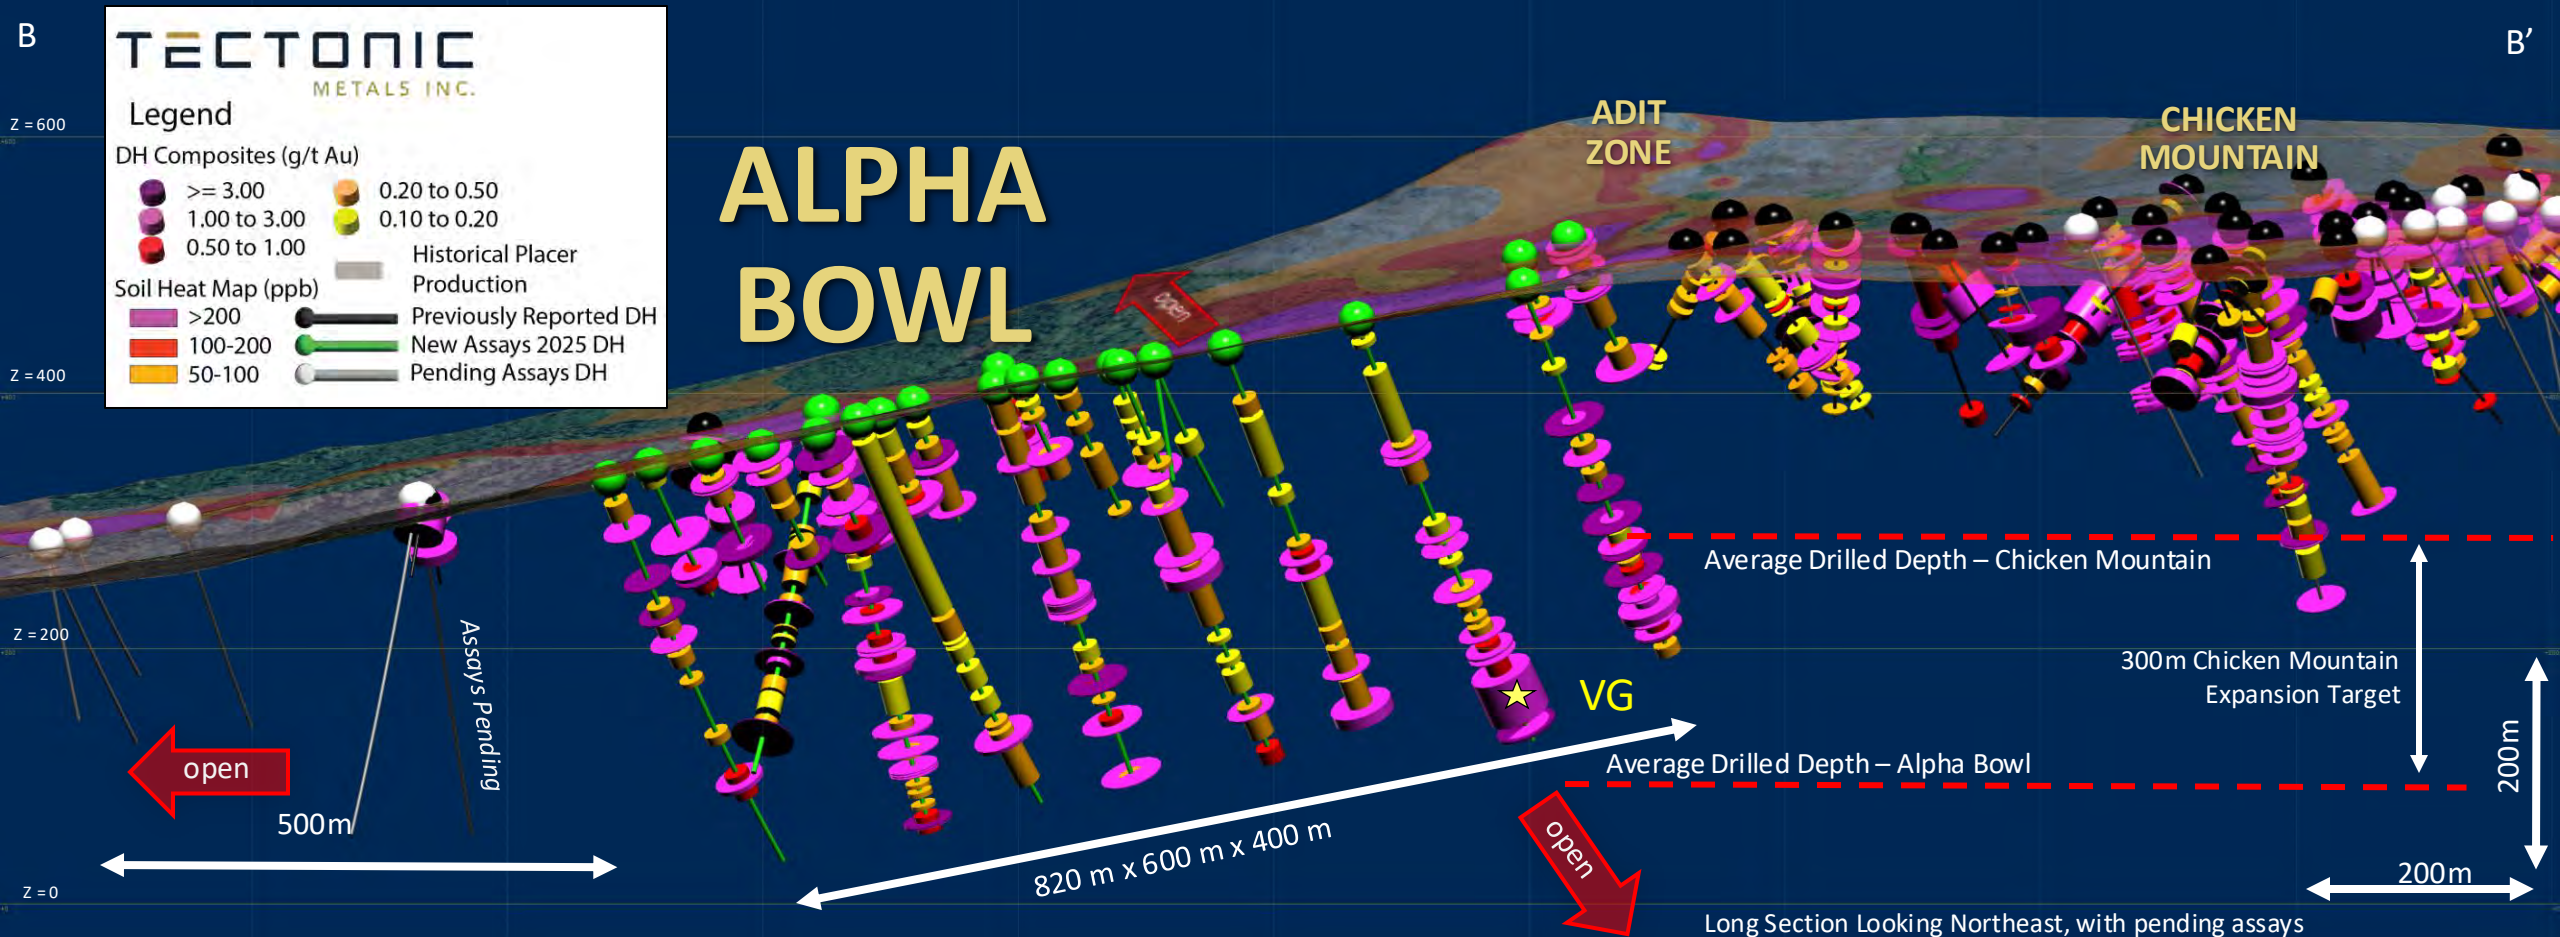 B
B’
TECTONIC
METALS INC.
Legend
DH Composites (g/t Au)
>= 3.00
1.00 to 3.00
0.50 to 1.00
0.20 to 0.50
0.10 to 0.20
Historical Placer
Production
Soil Heat Map (ppb)
>200
100-200
50-100
Previously Reported DH
New Assays 2025 DH
Pending Assays DH
Z = 600
Z = 400
Z = 200
Z = 0
ALPHA
BOWL
ADIT
ZONE
CHICKEN
MOUNTAIN
open
Assays Pending
open
500m
VG
820 m x 600 m x 400 m
Average Drilled Depth – Chicken Mountain
300m Chicken Mountain
Expansion Target
Average Drilled Depth – Alpha Bowl
open
200m
200m
Long Section Looking Northeast, with pending assays